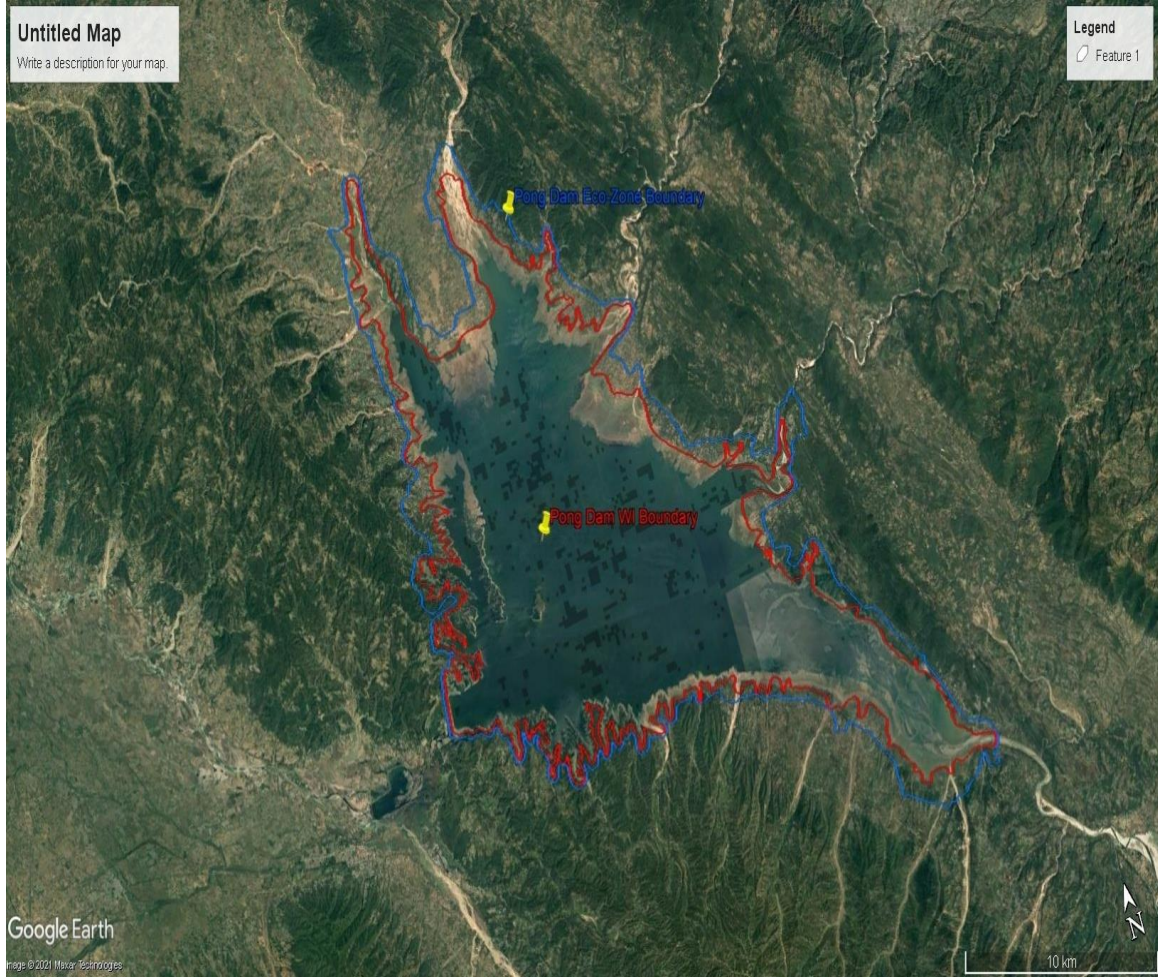 Untitled Map
Write a description for your map.
Legend
Feature 1
Pong Dam Eco-Zone Boundary
Pong Dam Wl Boundary
N
Google Earth
10 km
Image © 2021 Maxar Technologies